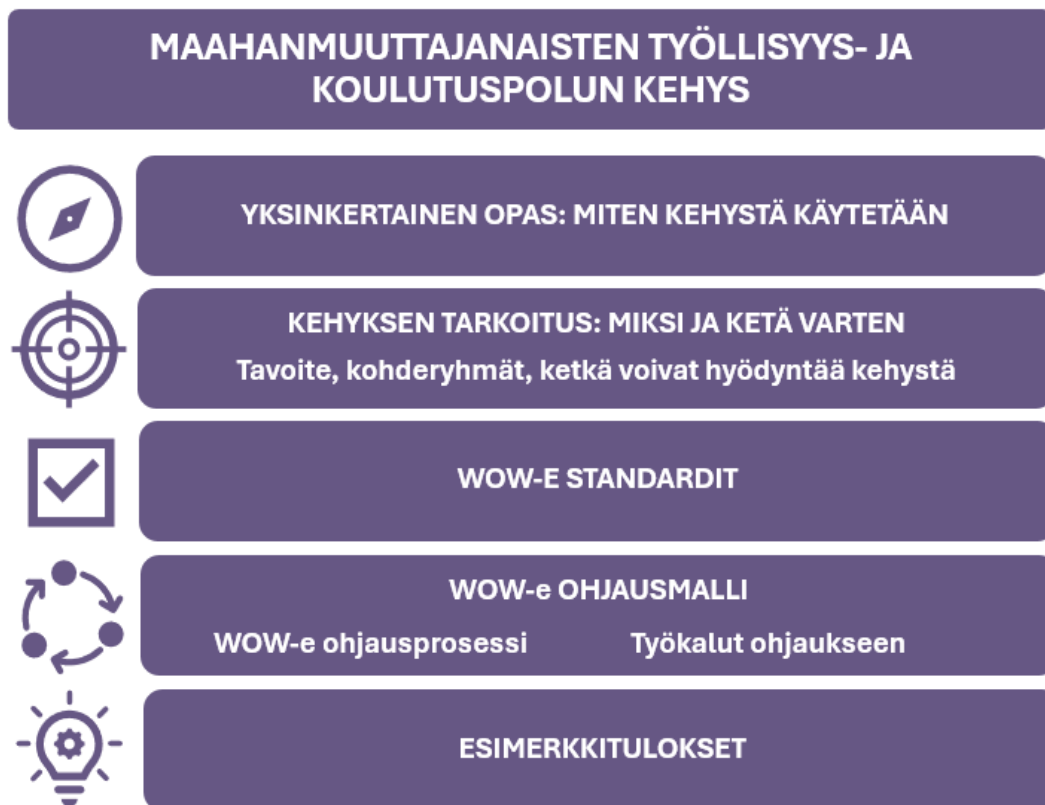 MAAHANMUUTTAJANAISTEN TYÖLLISYYS- JA
KOULUTUSPOLUN KEHYS
YKSINKERTAINEN OPAS: MITEN KEHYSTÄ KÄYTETÄÄN
KEHYKSEN TARKOITUS: MIKSI JA KETÄ VARTEN
Tavoite, kohderyhmät, ketkä voivat hyödyntää kehystä
WOW-E STANDARDIT
WOW-e OHJAUSMALLI
WOW-e ohjausprosessi Työkalut ohjaukseen
ESIMERKKITULOKSET